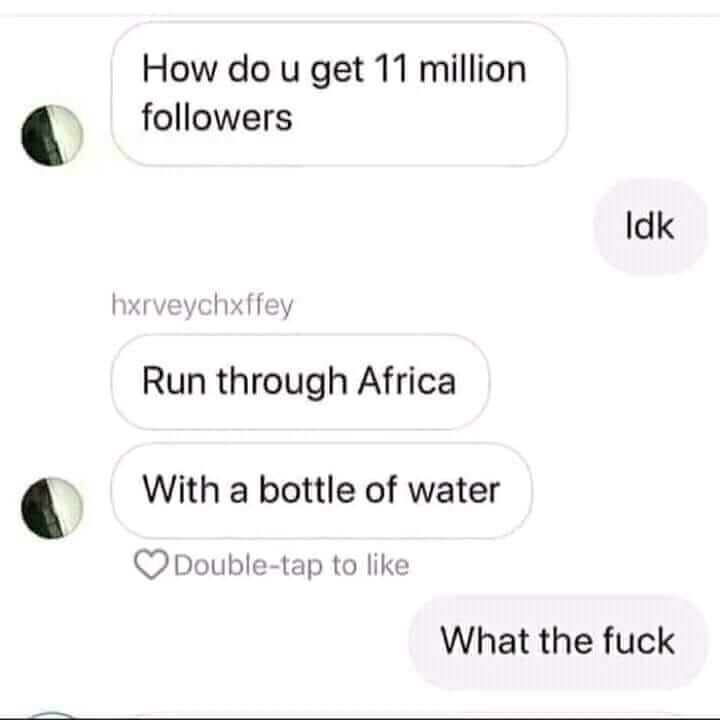 How do u get 11 million
followers
Idk
hxrveychxffey
Run through Africa
With a bottle of water
Double-tap to like
What the fuck